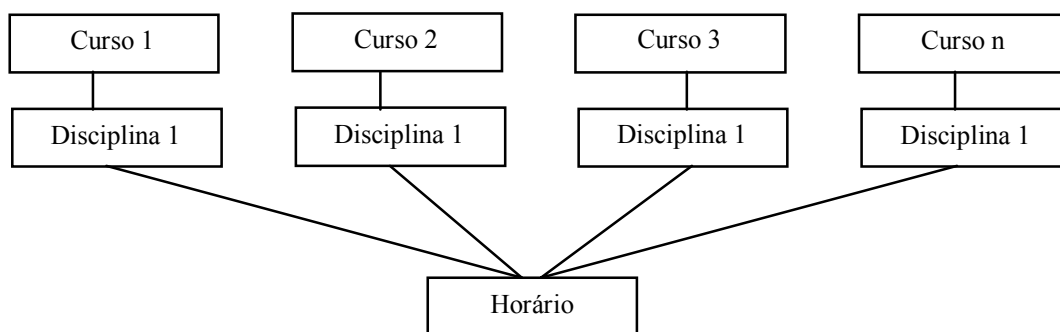 Curso 1
Curso 2
Curso 3
Curso n
Disciplina 1
Disciplina 1
Disciplina 1
Disciplina 1
Horário